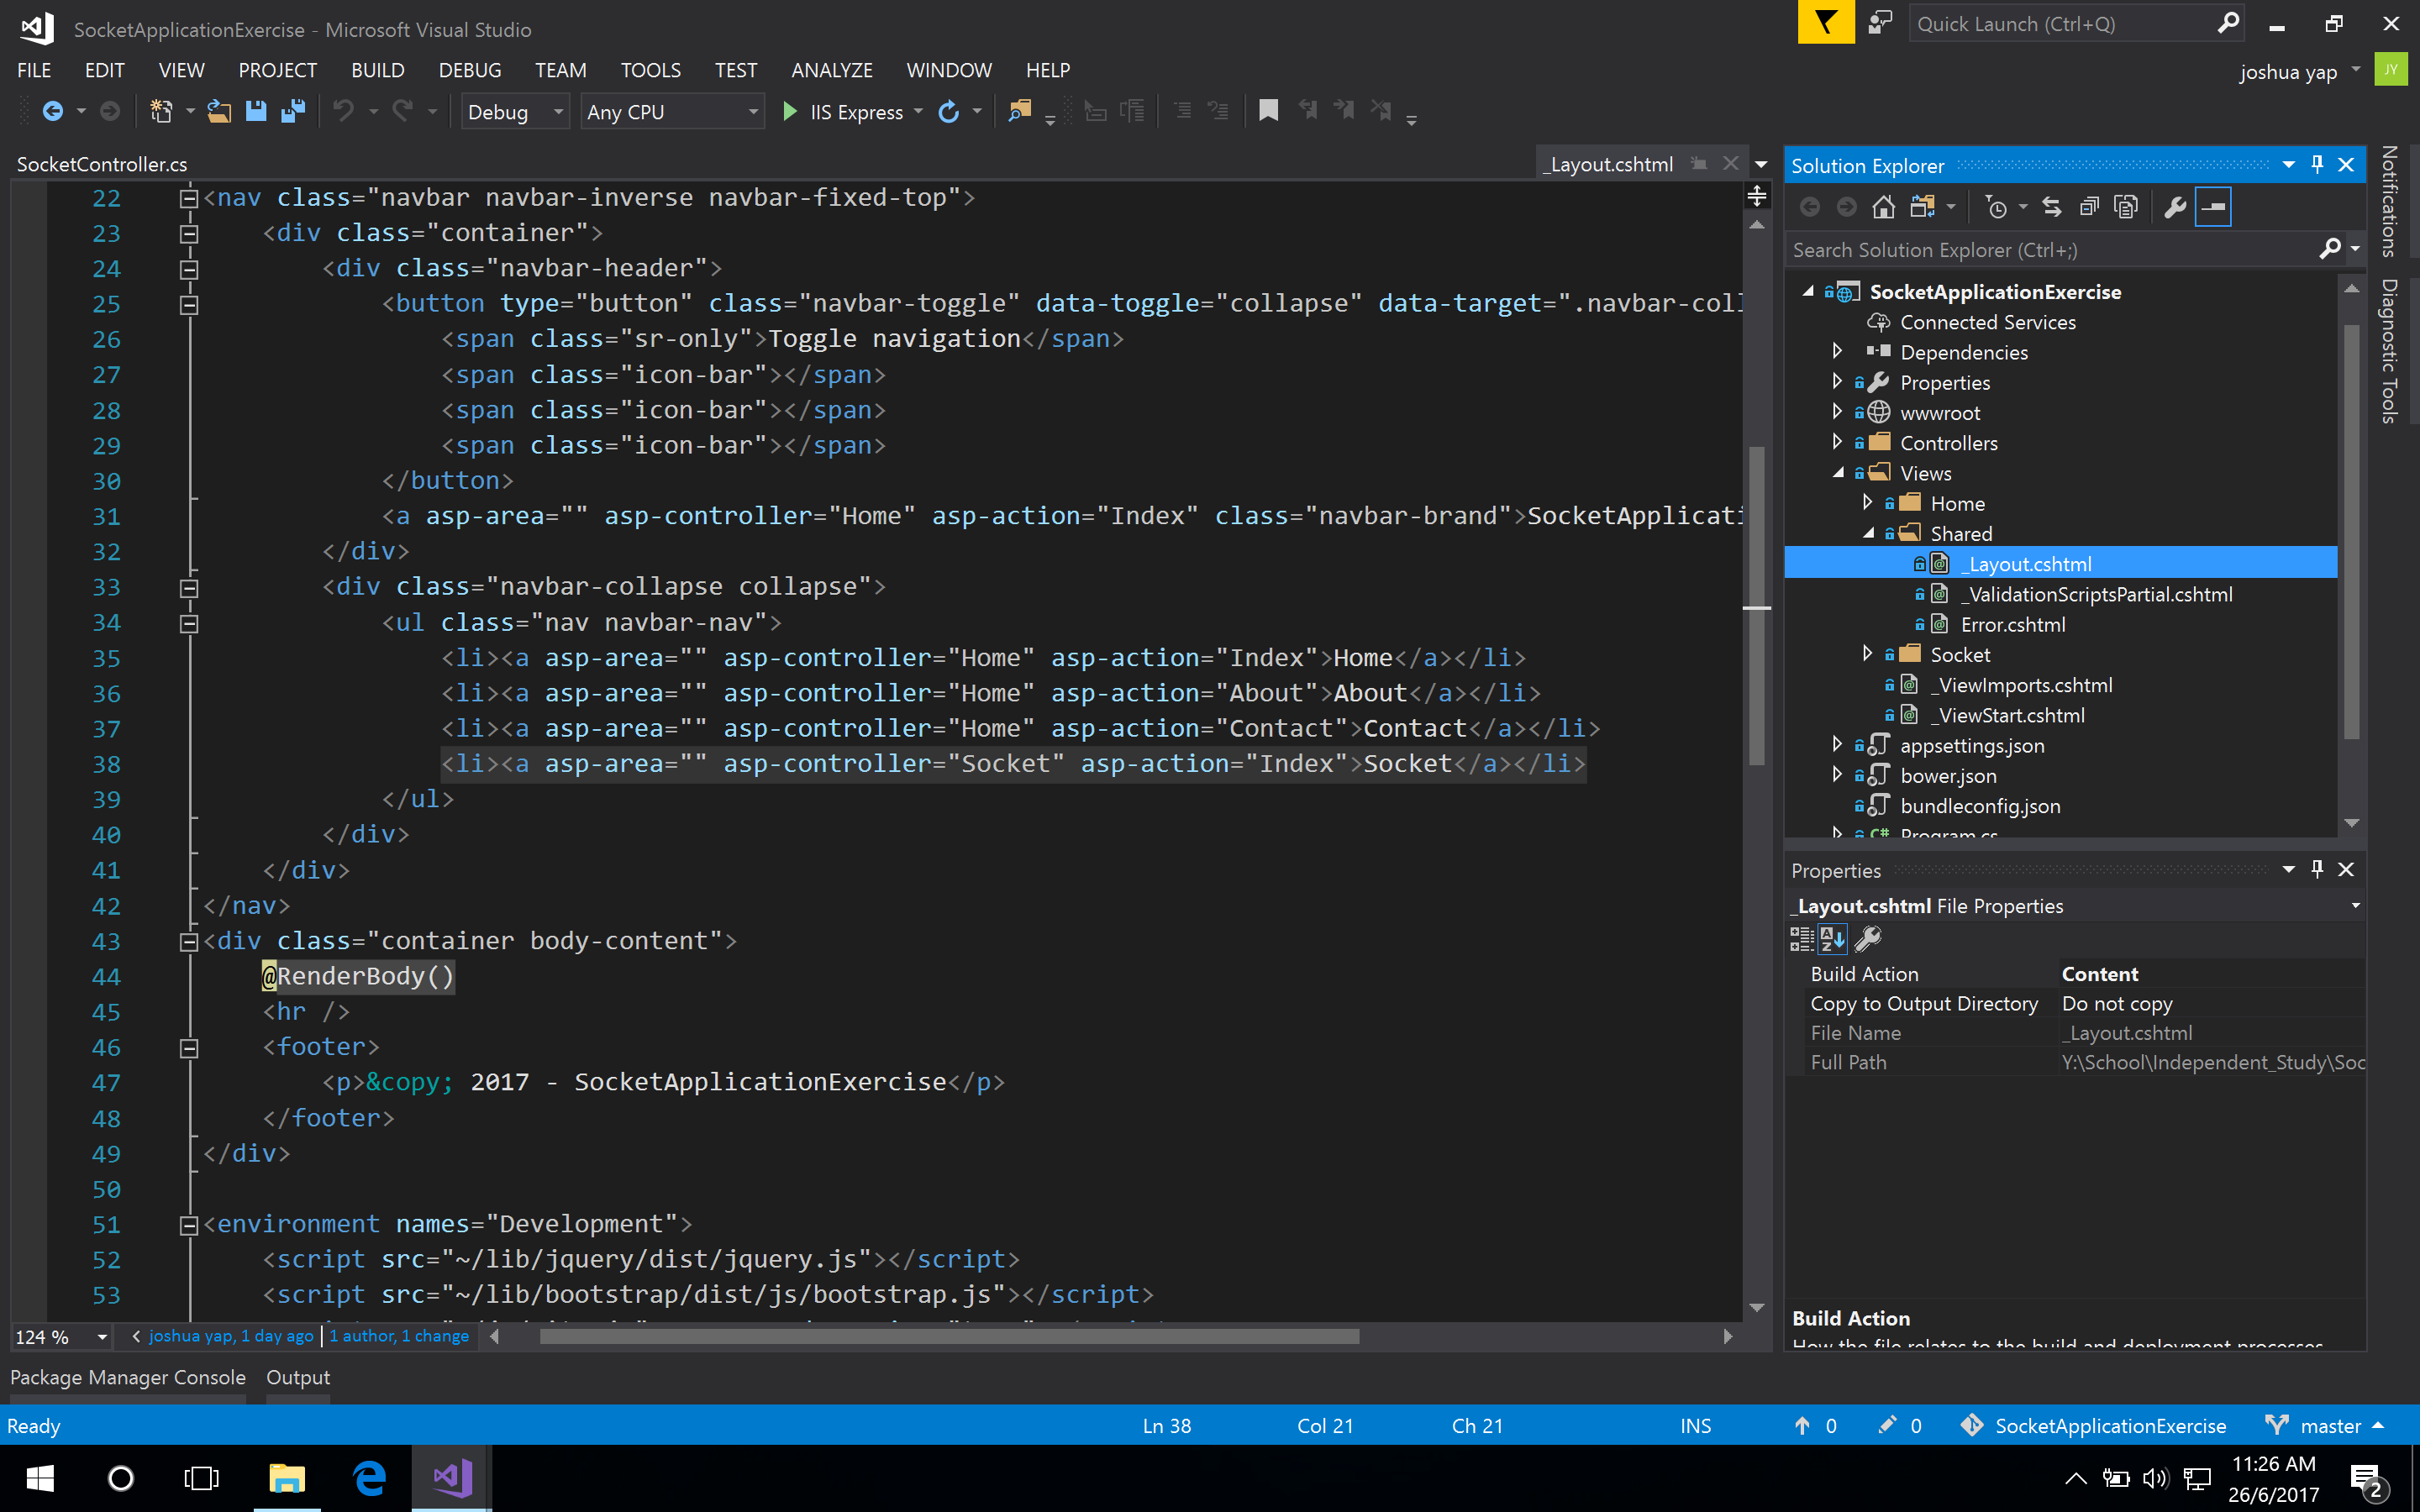 SocketApplicationExercise - Microsoft Visual Studio
Quick Launch (Ctrl+Q)
FILE EDIT VIEW PROJECT BUILD DEBUG TEAM TOOLS TEST ANALYZE WINDOW HELP
joshua yap JY
Debug Any CPU IIS Express
SocketController.cs _Layout.cshtml
22 <nav class="navbar navbar-inverse navbar-fixed-top">
23 <div class="container">
24 <div class="navbar-header">
25 <button type="button" class="navbar-toggle" data-toggle="collapse" data-target=".navbar-coll
26 <span class="sr-only">Toggle navigation</span>
27 <span class="icon-bar"></span>
28 <span class="icon-bar"></span>
29 <span class="icon-bar"></span>
30 </button>
31 <a asp-area="" asp-controller="Home" asp-action="Index" class="navbar-brand">SocketApplicati
32 </div>
33 <div class="navbar-collapse collapse">
34 <ul class="nav navbar-nav">
35 <li><a asp-area="" asp-controller="Home" asp-action="Index">Home</a></li>
36 <li><a asp-area="" asp-controller="Home" asp-action="About">About</a></li>
37 <li><a asp-area="" asp-controller="Home" asp-action="Contact">Contact</a></li>
38 <li><a asp-area="" asp-controller="Socket" asp-action="Index">Socket</a></li>
39 </ul>
40 </div>
41 </div>
42 </nav>
43 <div class="container body-content">
44 @RenderBody()
45 <hr />
46 <footer>
47 <p>&copy; 2017 - SocketApplicationExercise</p>
48 </footer>
49 </div>
50
51 <environment names="Development">
52 <script src="~/lib/jquery/dist/jquery.js"></script>
53 <script src="~/lib/bootstrap/dist/js/bootstrap.js"></script>
124 % joshua yap, 1 day ago | 1 author, 1 change
Package Manager Console Output
Solution Explorer
Search Solution Explorer (Ctrl+;)
SocketApplicationExercise
Connected Services
Dependencies
Properties
wwwroot
Controllers
Views
Home
Shared
_Layout.cshtml
_ValidationScriptsPartial.cshtml
Error.cshtml
Socket
_ViewImports.cshtml
_ViewStart.cshtml
appsettings.json
bower.json
bundleconfig.json
C# Program.cs
Properties
_Layout.cshtml File Properties
Build Action Content
Copy to Output Directory Do not copy
File Name _Layout.cshtml
Full Path Y:\School\Independent_Study\Soc
Build Action
How the file relates to the build and deployment processes.
Notifications
Diagnostic Tools
Ready Ln 38 Col 21 Ch 21 INS 0 0 SocketApplicationExercise master
11:26 AM
26/6/2017
2